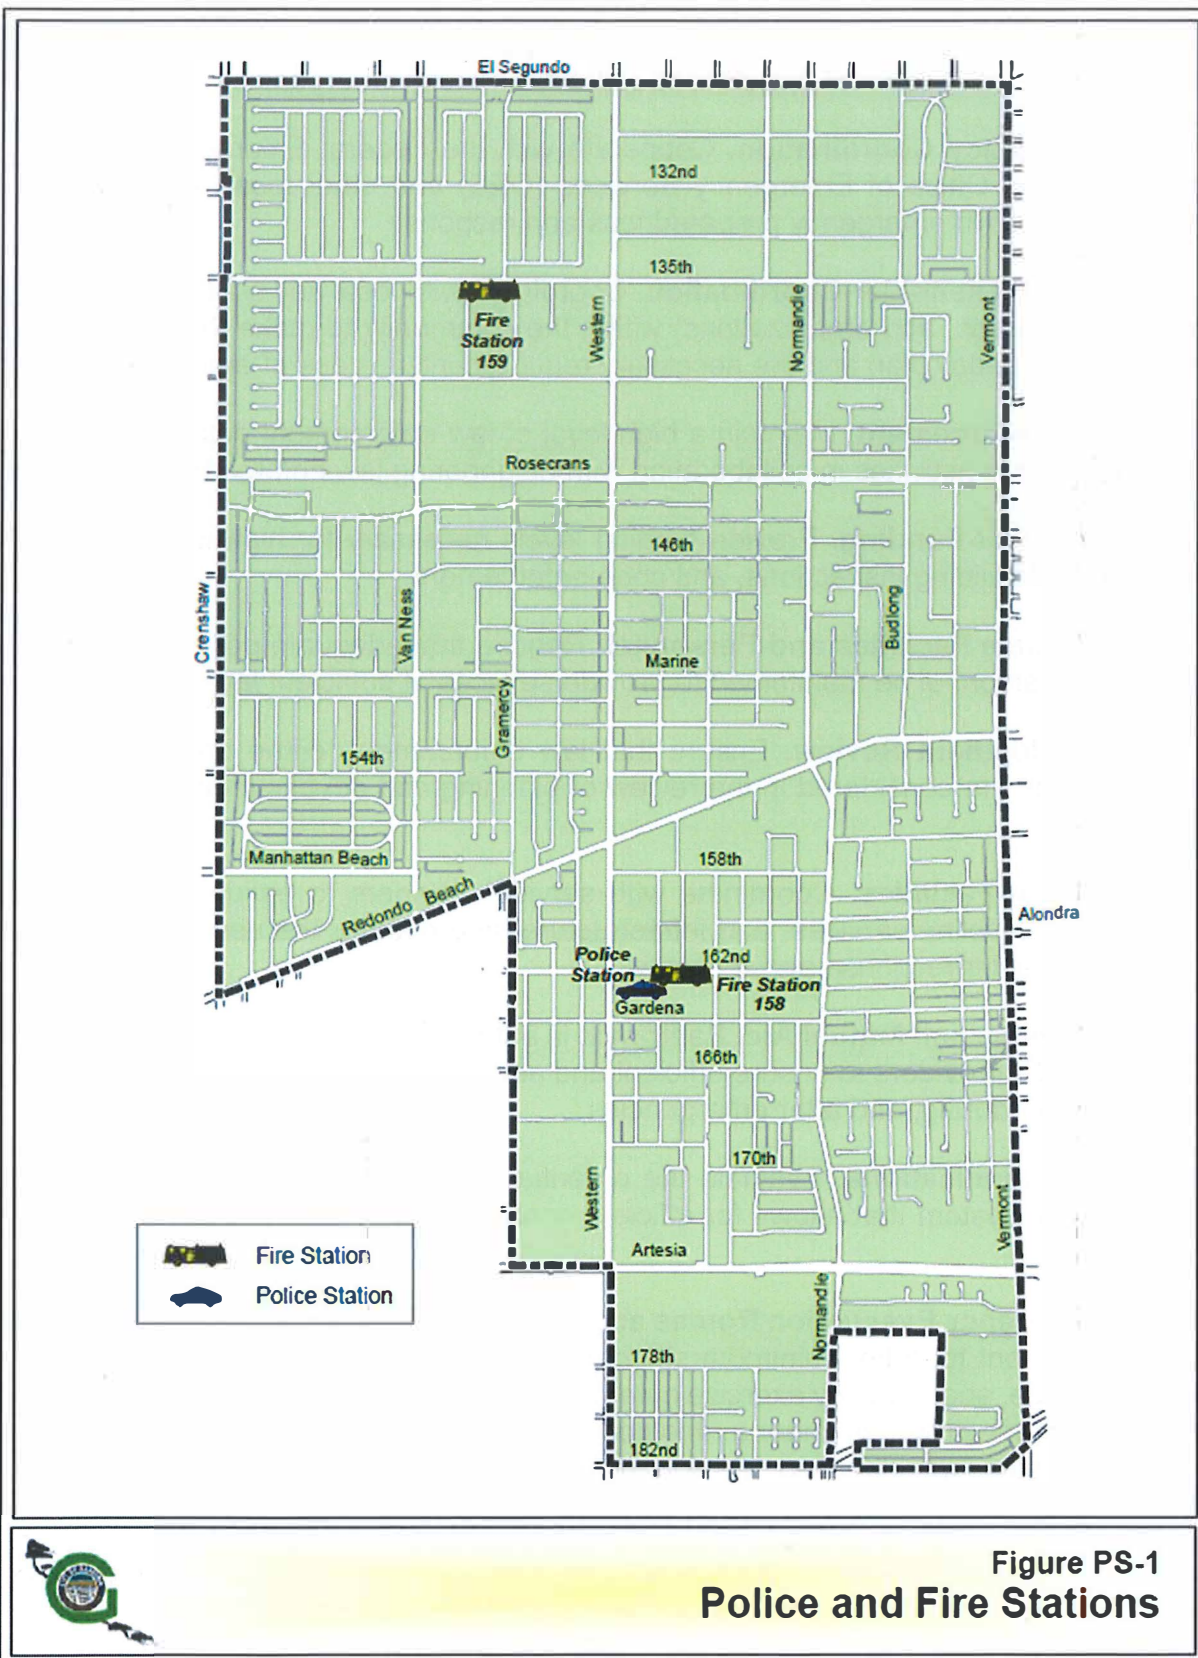 El Segundo
132nd
135th
Fire
Station
159
Western
Normandie
Vermont
Rosecrans
146th
Crenshaw
Van Ness
Budlong
Marine
Gramercy
154th
Manhattan Beach
158th
Redondo Beach
Alondra
Police
Station
162nd
Fire Station
158
Gardena
166th
170th
Western
Vermont
Artesia
Fire Station
Police Station
Normandie
178th
182nd
Figure PS-1
Police and Fire Stations